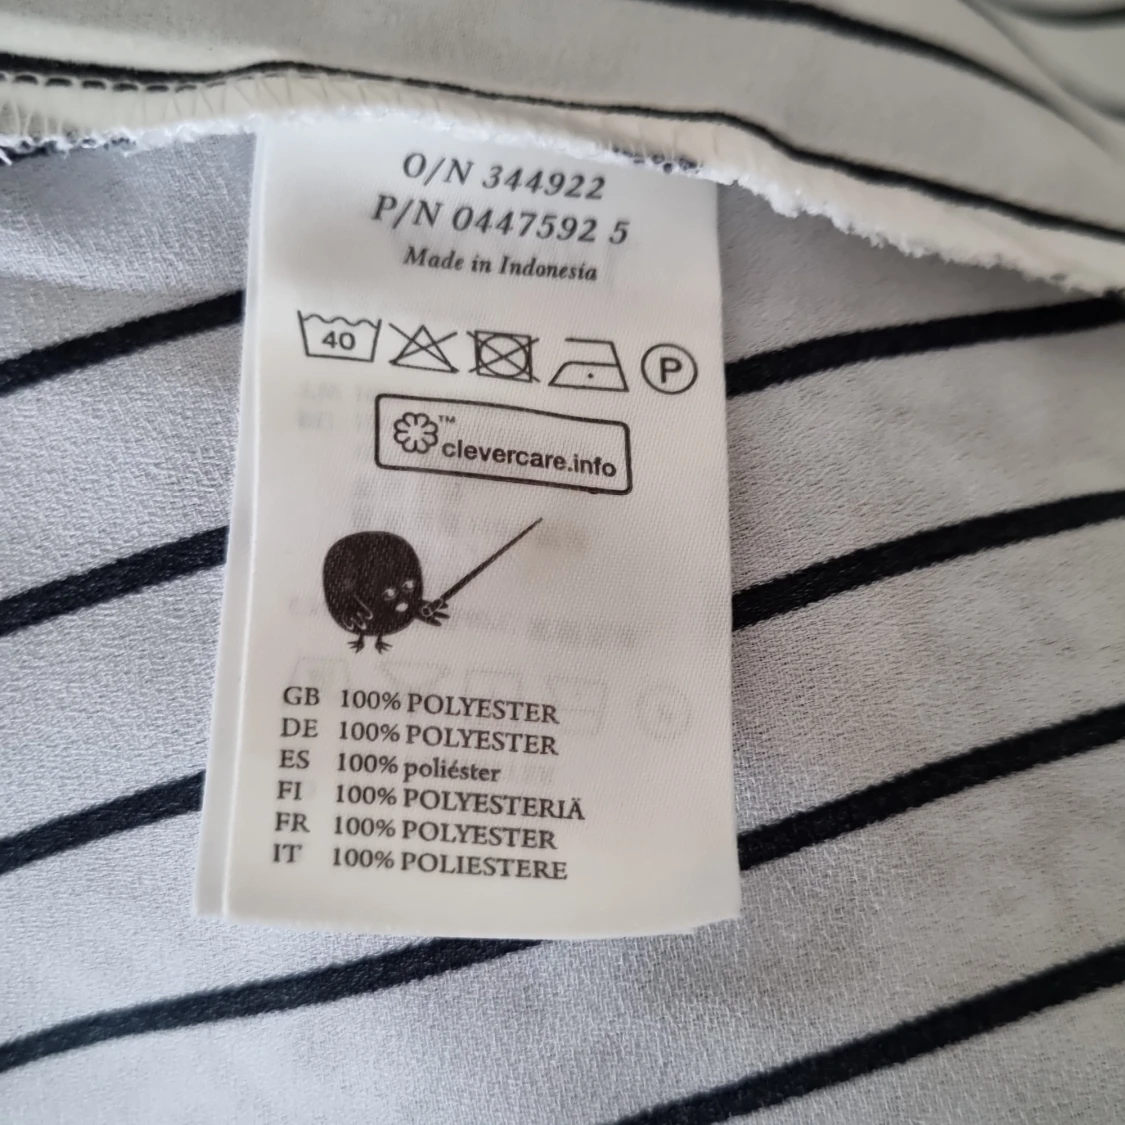 O/N 344922
P/N 0447592 5
Made in Indonesia
40 P
™
clevercare.info
GB 100% POLYESTER
DE 100% POLYESTER
ES 100% poliéster
FI 100% POLYESTERIÄ
FR 100% POLYESTER
IT 100% POLIESTERE